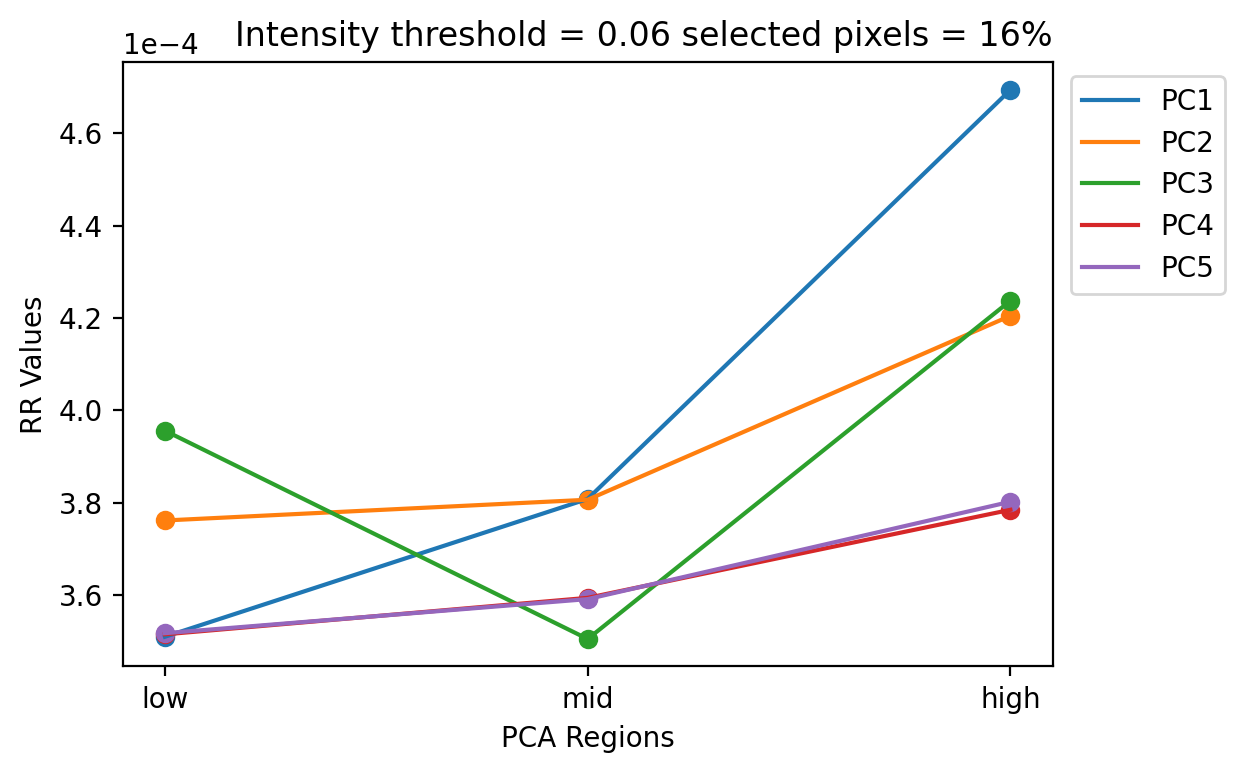 1e−4
Intensity threshold = 0.06 selected pixels = 16%
4.6
4.4
4.2
4.0
3.8
3.6
RR Values
low
mid
high
PCA Regions
PC1
PC2
PC3
PC4
PC5